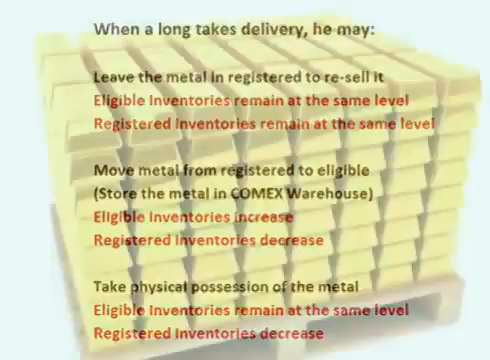 When a long takes delivery, he may:
Leave the metal in registered to re-sell it
Eligible Inventories remain at the same level
Registered Inventories remain at the same level
Move metal from registered to eligible
(Store the metal in COMEX Warehouse)
Eligible Inventories increase
Registered Inventories decrease
Take physical possession of the metal
Eligible Inventories remain at the same level
Registered Inventories decrease